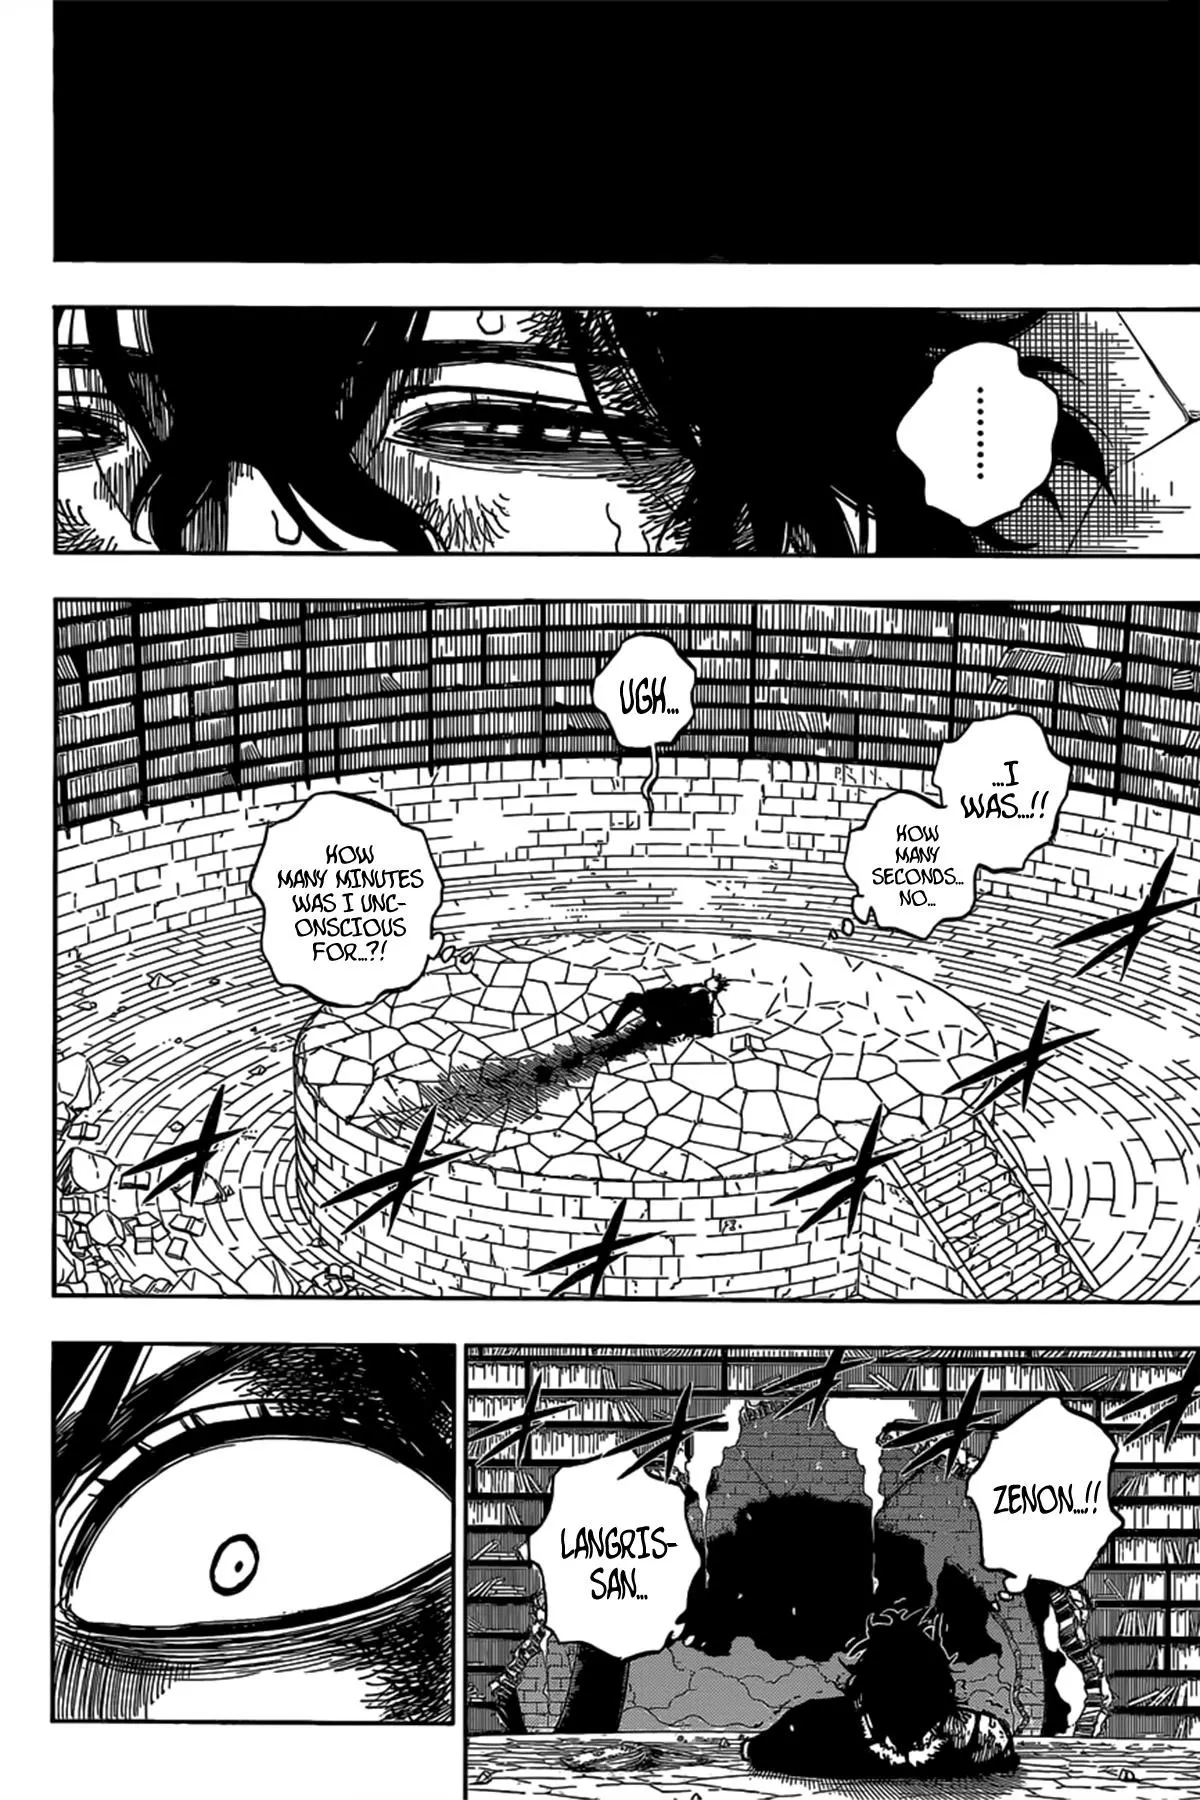 .........
UGH...
...I
WAS...!!
HOW
MANY
SECONDS...
NO...
HOW
MANY MINUTES
WAS I UNC-
ONSCIOUS
FOR...?!
ZENON...!!
LANGRIS-
SAN...